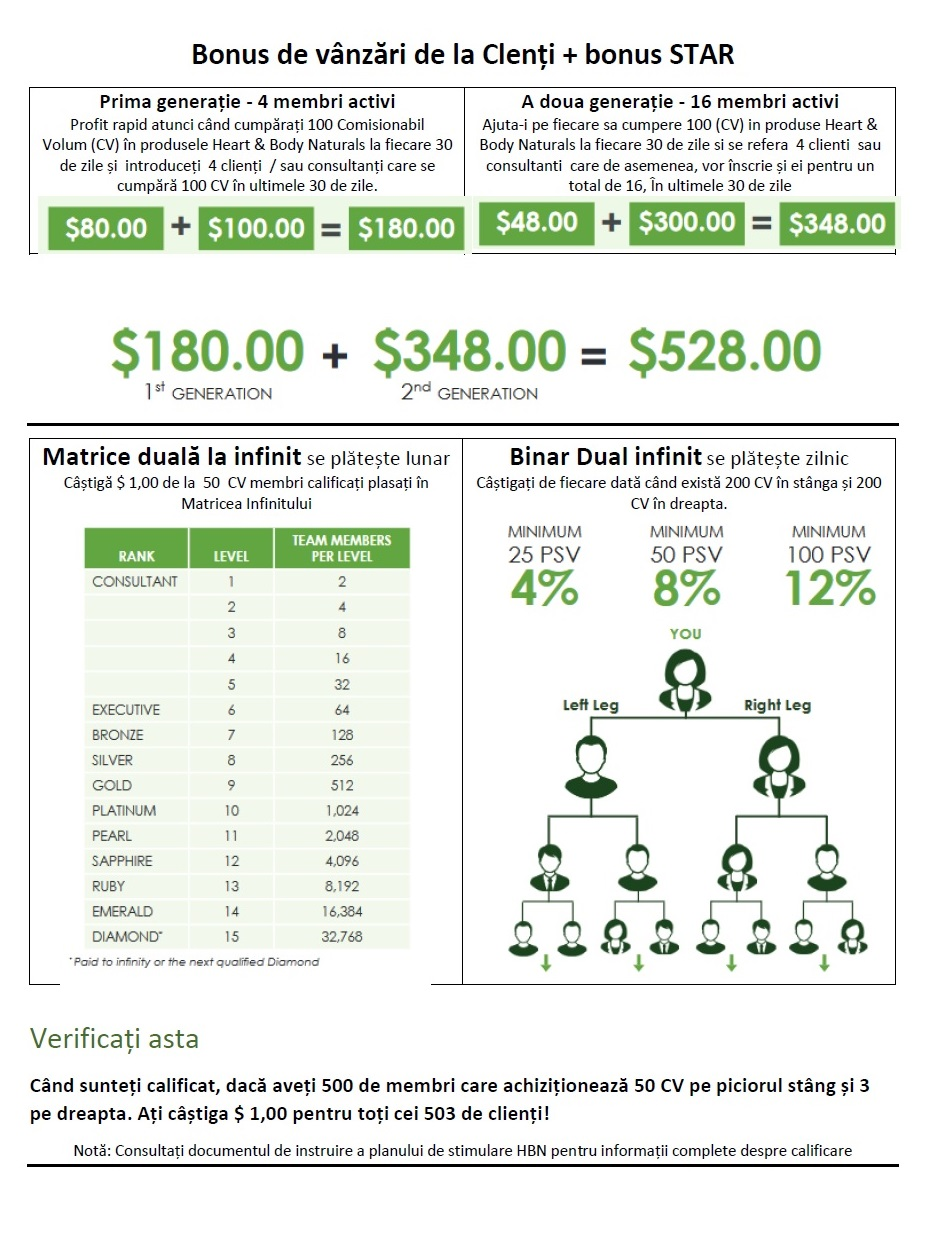 Bonus de vânzări de la Clenți + bonus STAR
Prima generație - 4 membri activi
Profit rapid atunci când cumpărați 100 Comisionabil
Volum (CV) în produsele Heart & Body Naturals la fiecare 30
de zile și introduceți 4 clienți / sau consultanți care se
cumpără 100 CV în ultimele 30 de zile.
$80.00 + $100.00 = $180.00
A doua generație - 16 membri activi
Ajuta-i pe fiecare sa cumpere 100 (CV) in produse Heart &
Body Naturals la fiecare 30 de zile si se refera 4 clienti sau
consultanti care de asemenea, vor înscrie și ei pentru un
total de 16, În ultimele 30 de zile
$48.00 + $300.00 = $348.00
$180.00 + $348.00 = $528.00
1st GENERATION 2nd GENERATION
Matrice duală la infinit se plătește lunar
Câștigă $ 1,00 de la 50 CV membri calificați plasați în
Matricea Infinitului
RANK LEVEL TEAM MEMBERS PER LEVEL
CONSULTANT 1 2
2 4
3 8
4 16
5 32
EXECUTIVE 6 64
BRONZE 7 128
SILVER 8 256
GOLD 9 512
PLATINUM 10 1,024
PEARL 11 2,048
SAPPHIRE 12 4,096
RUBY 13 8,192
EMERALD 14 16,384
DIAMOND* 15 32,768
*Paid to infinity or the next qualified Diamond
Binar Dual infinit se plătește zilnic
Câștigați de fiecare dată când există 200 CV în stânga și 200
CV în dreapta.
MINIMUM MINIMUM MINIMUM
25 PSV 50 PSV 100 PSV
4% 8% 12%
YOU
Left Leg Right Leg
Verificați asta
Când sunteți calificat, dacă aveți 500 de membri care achiziționează 50 CV pe piciorul stâng și 3
pe dreapta. Ați câștiga $ 1,00 pentru toți cei 503 de clienți!
Notă: Consultați documentul de instruire a planului de stimulare HBN pentru informații complete despre calificare